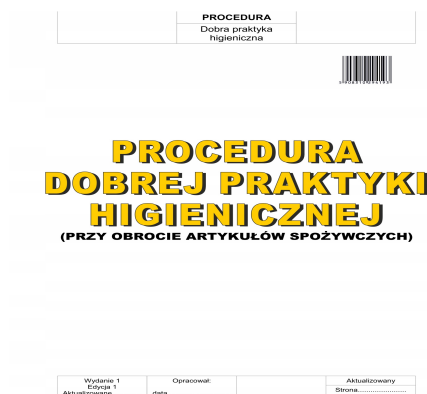 PROCEDURA
Dobra praktyka
higieniczna
PROCEDURA
DOBREJ PRAKTYKI
HIGIENICZNEJ
(PRZY OBROCIE ARTYKUŁÓW SPOŻYWCZYCH)
Wydanie 1
Edycja 1
Aktualizowane
Opracował:
data
Aktualizowany
Strona........................